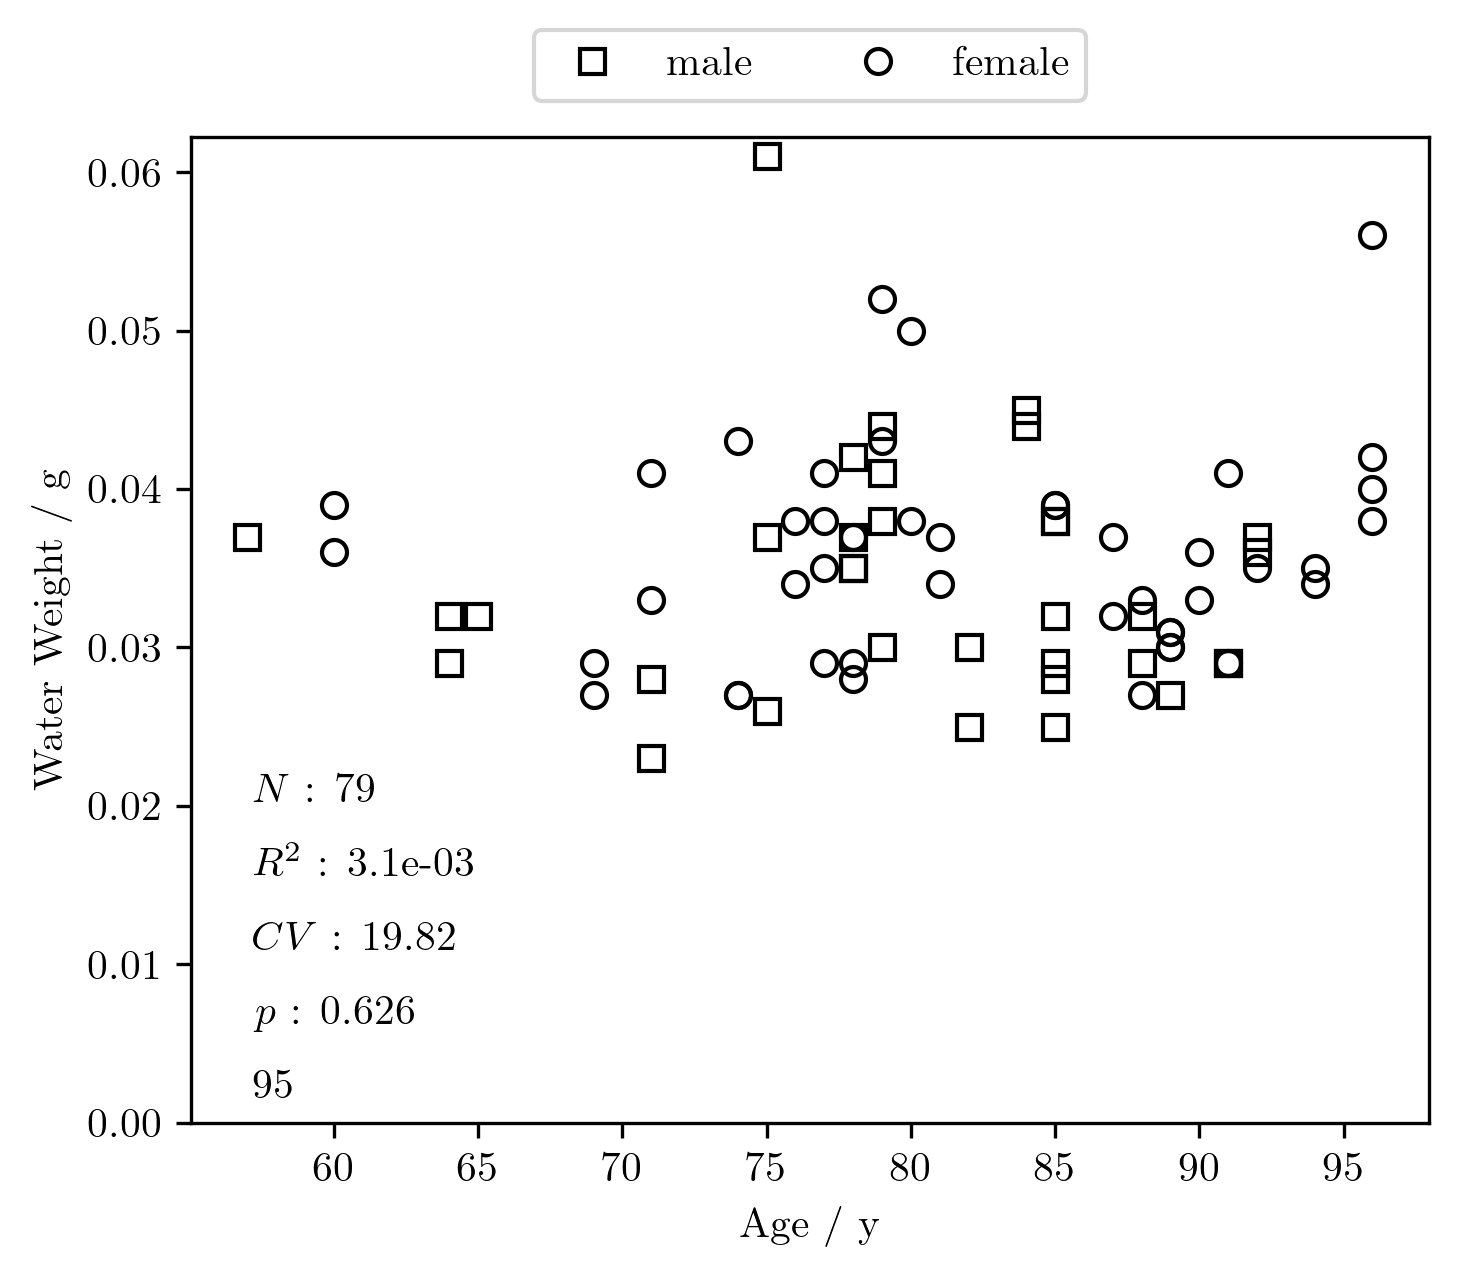 male female
0.06
0.05
0.04
0.03
0.02
0.01
0.00
Water Weight / g
N : 79
R² : 3.1e-03
CV : 19.82
p : 0.626
95
60 65 70 75 80 85 90 95
Age / y